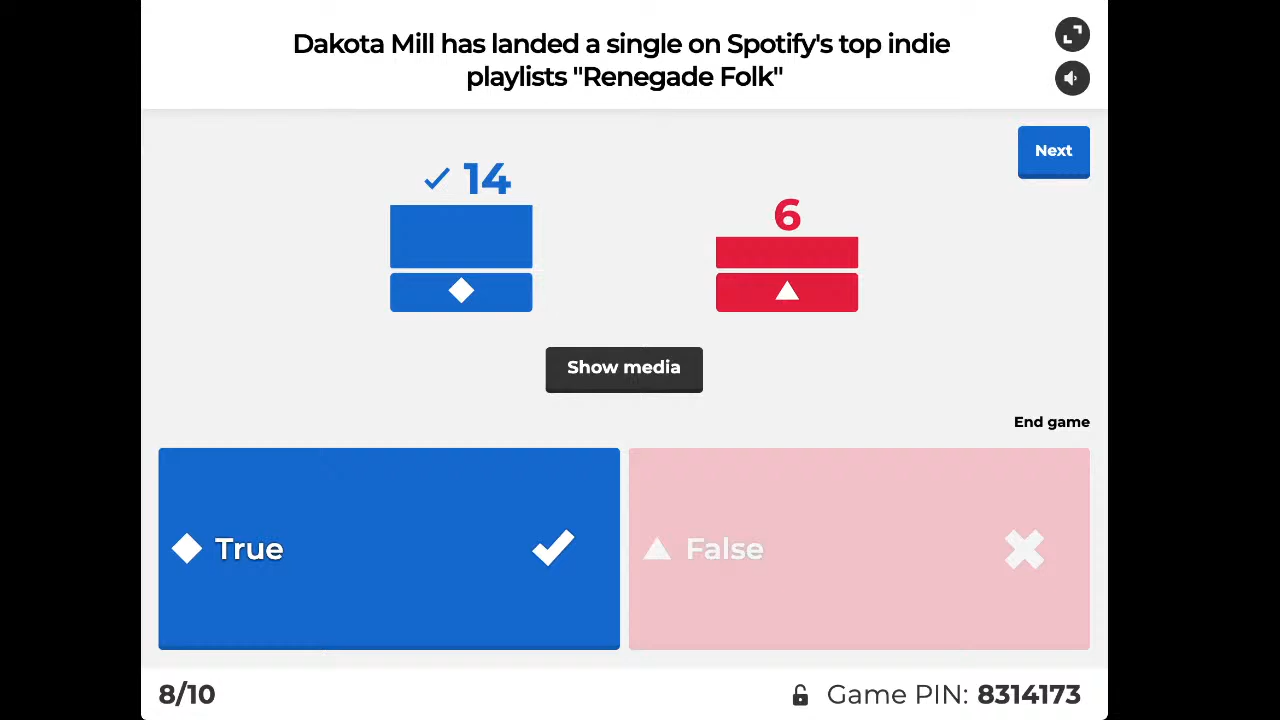 Dakota Mill has landed a single on Spotify's top indie
playlists "Renegade Folk"
Next
14
6
Show media
End game
True
False
8/10
Game PIN: 8314173